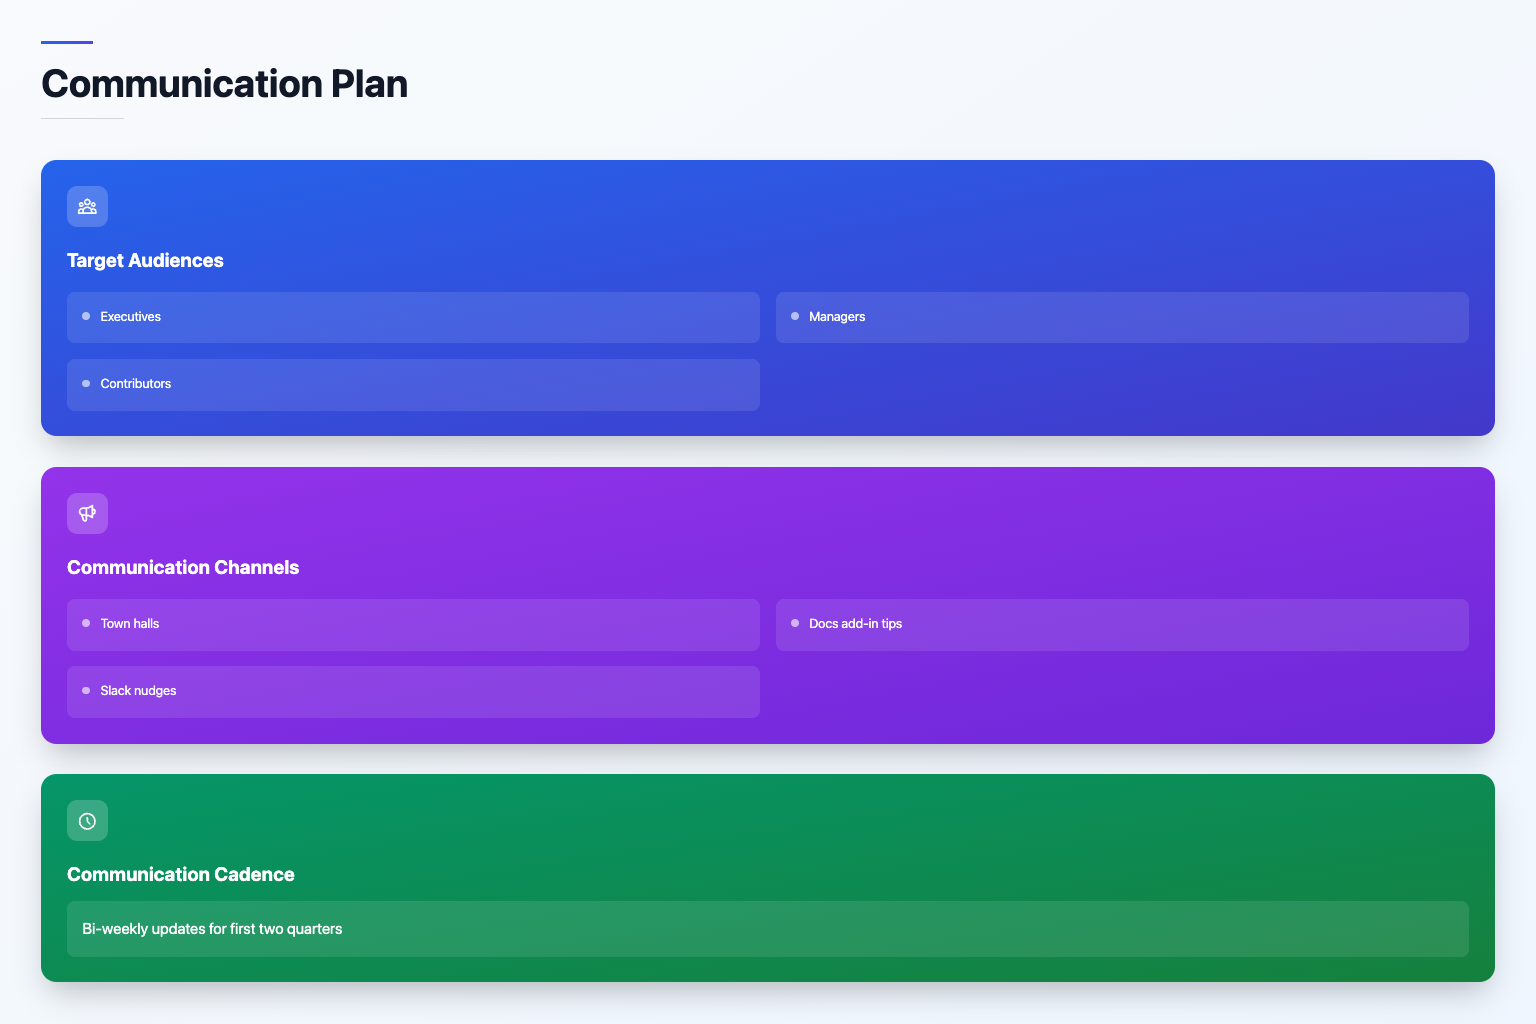 Communication Plan
Target Audiences
Executives
Managers
Contributors
Communication Channels
Town halls
Docs add-in tips
Slack nudges
Communication Cadence
Bi-weekly updates for first two quarters